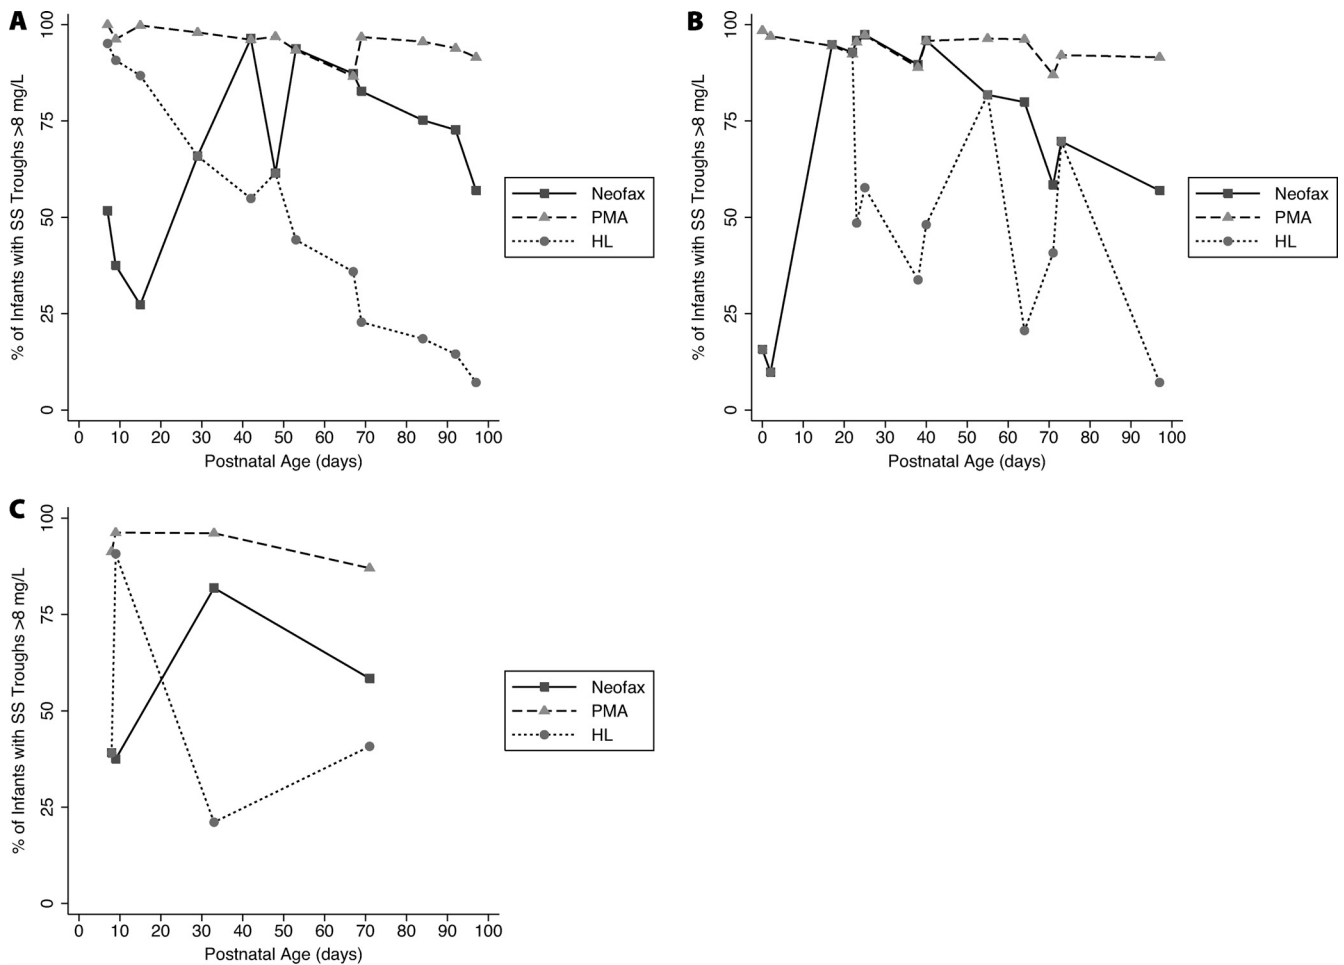 A
% of Infants with SS Troughs >8 mg/L
100
75
50
25
0
0 10 20 30 40 50 60 70 80 90 100
Postnatal Age (days)
Neofax
PMA
HL
B
% of Infants with SS Troughs >8 mg/L
100
75
50
25
0
0 10 20 30 40 50 60 70 80 90 100
Postnatal Age (days)
Neofax
PMA
HL
C
% of Infants with SS Troughs >8 mg/L
100
75
50
25
0
0 10 20 30 40 50 60 70 80 90 100
Postnatal Age (days)
Neofax
PMA
HL